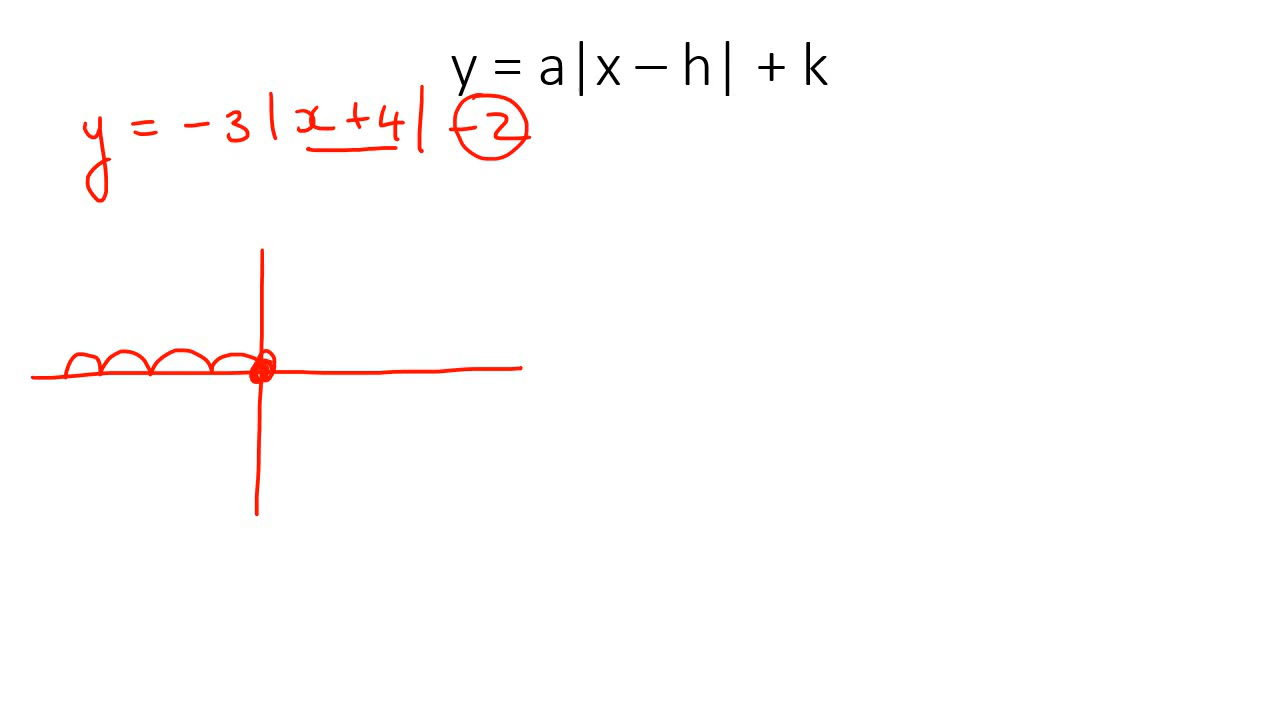 y = a|x – h| + k
y = -3|x+4| -2